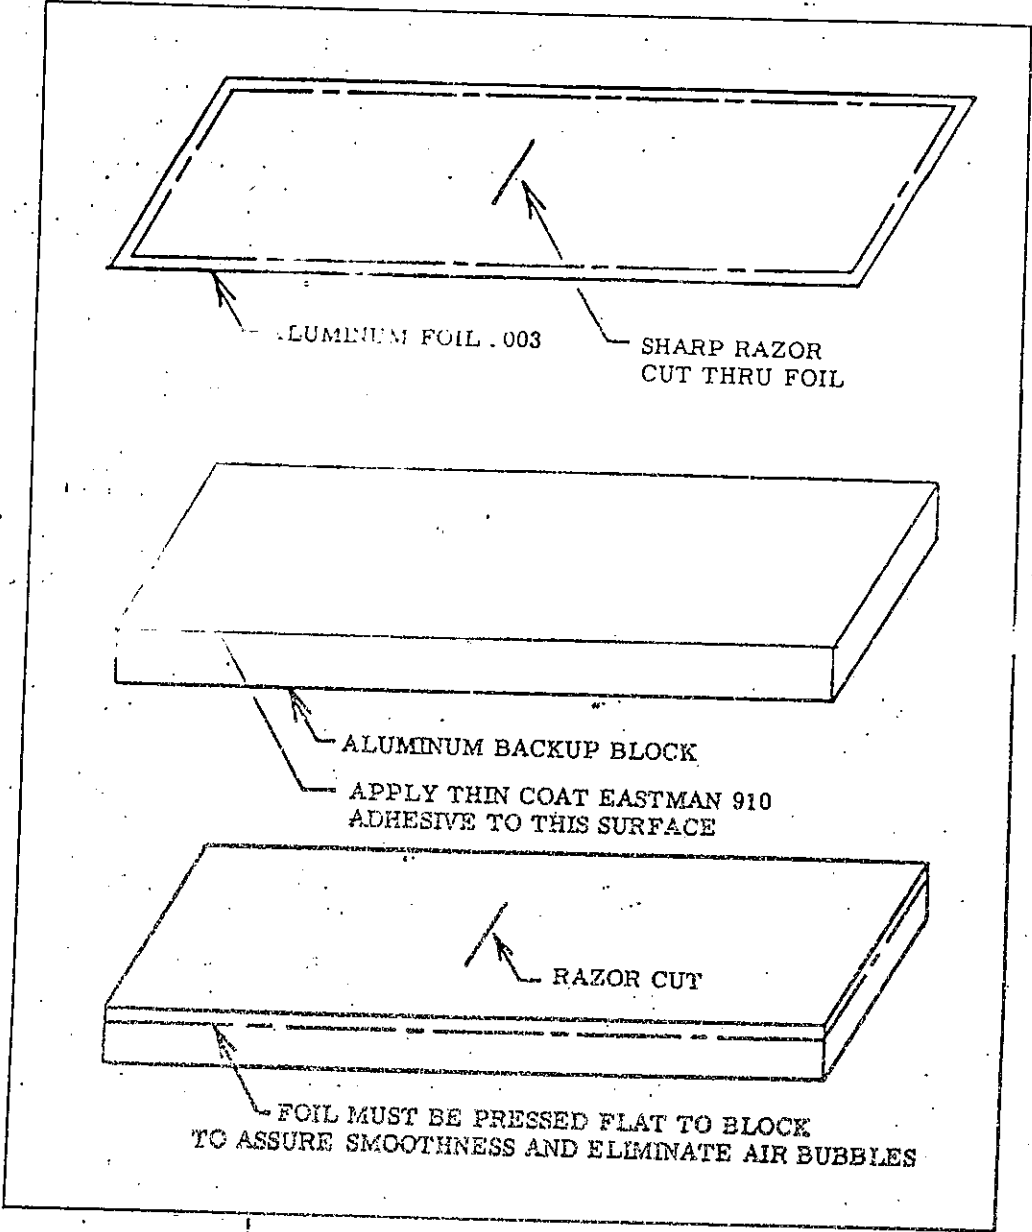 ALUMINUM FOIL .003
SHARP RAZOR
CUT THRU FOIL
ALUMINUM BACKUP BLOCK
APPLY THIN COAT EASTMAN 910
ADHESIVE TO THIS SURFACE
RAZOR CUT
FOIL MUST BE PRESSED FLAT TO BLOCK
TO ASSURE SMOOTHNESS AND ELIMINATE AIR BUBBLES